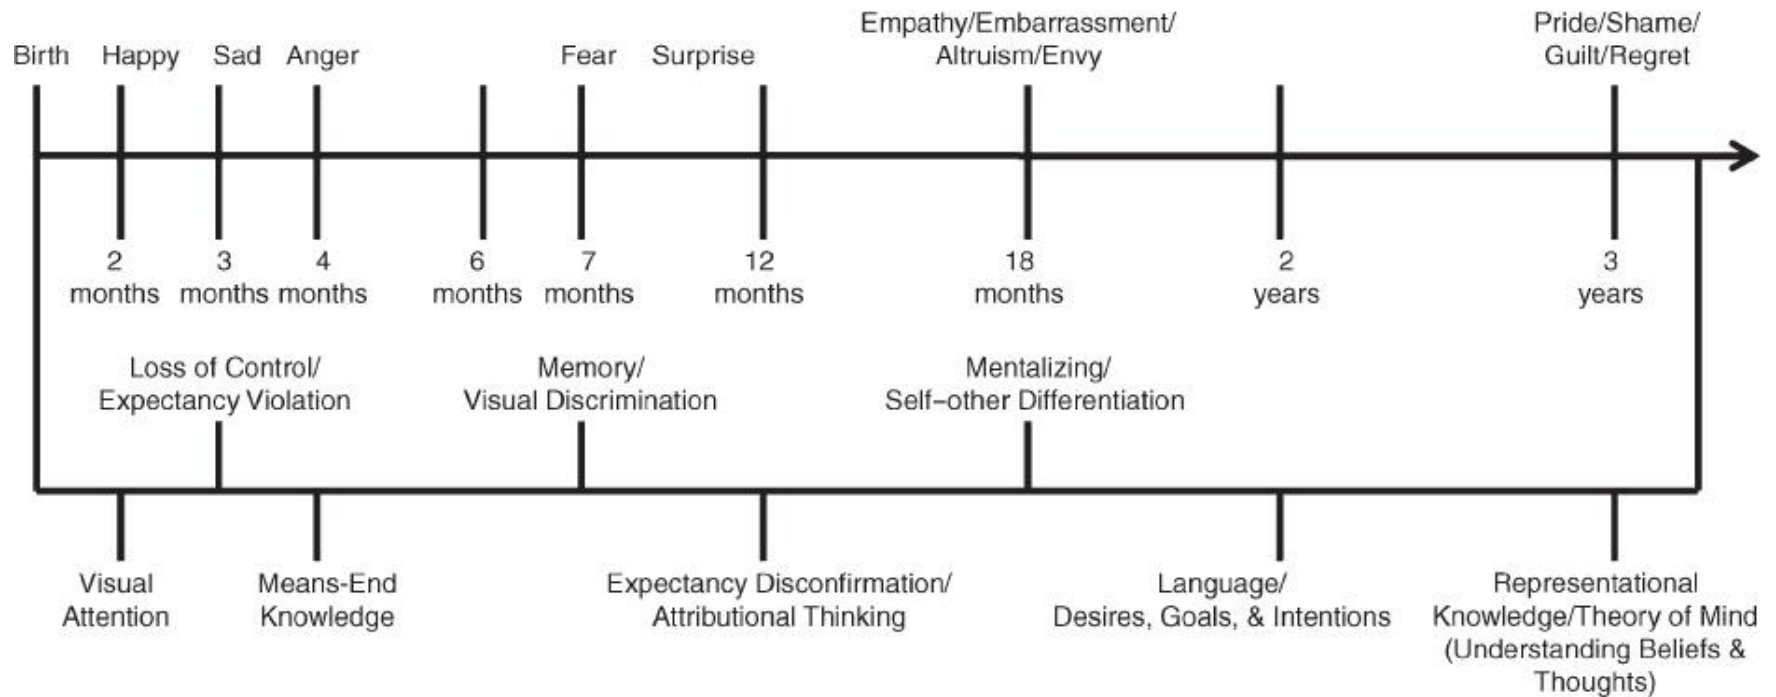 Empathy/Embarrassment/
Pride/Shame/
Birth Happy Sad Anger Fear Surprise Altruism/Envy Guilt/Regret
2 3 4 6 7 12 18 2 3
months months months months months months months years years
Loss of Control/ Memory/ Mentalizing/
Expectancy Violation Visual Discrimination Self–other Differentiation
Visual Means-End Expectancy Disconfirmation/ Language/ Representational
Attention Knowledge Attributional Thinking Desires, Goals, & Intentions Knowledge/Theory of Mind
(Understanding Beliefs &
Thoughts)